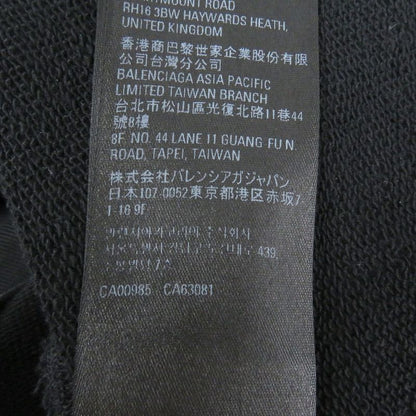 MOUNT ROAD
RH16 3BW HAYWARDS HEATH,
UNITED KINGDOM
香港商巴黎世家企業股份有限
公司台灣分公司
BALENCIAGA ASIA PACIFIC
LIMITED TAIWAN BRANCH
台北市松山區光復北路11巷44
號8樓
8F, NO. 44 LANE 11 GUANG FU N.
ROAD, TAPEI, TAIWAN
株式会社バレンシアガジャパン
日本107-0052東京都港区赤坂7-
1-16 9F
439,
CA00985 CA63081